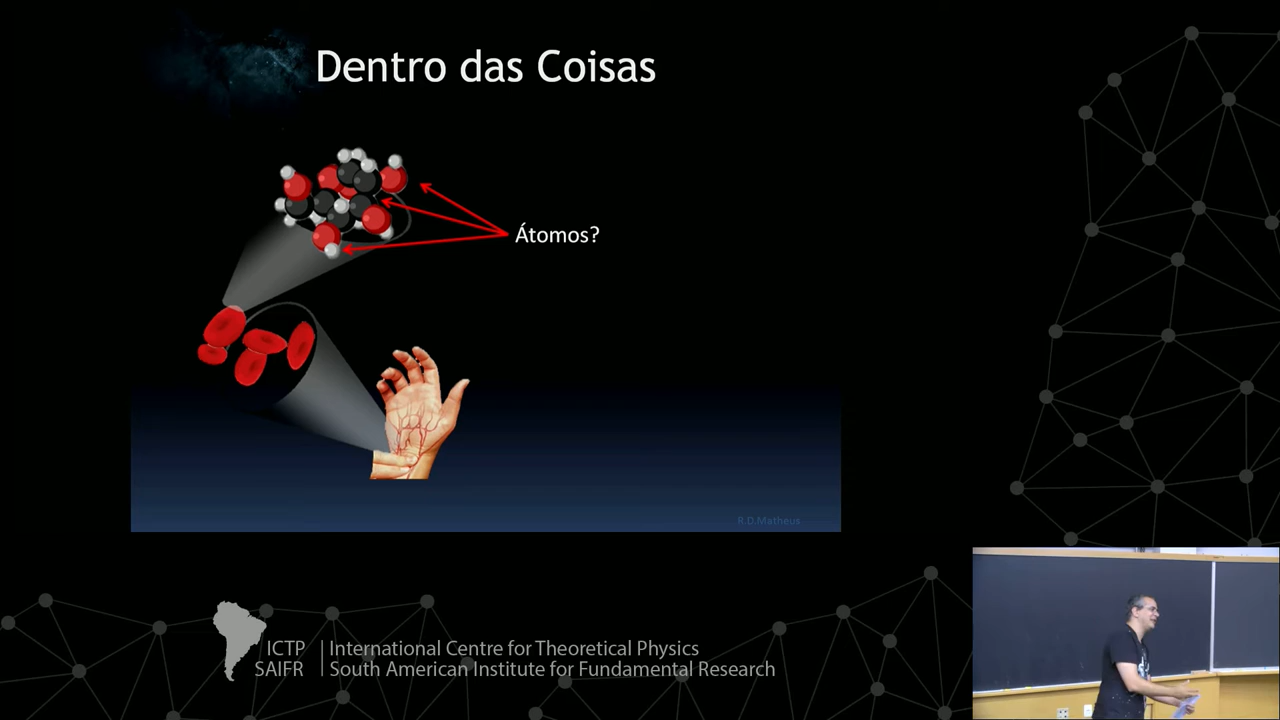 Dentro das Coisas
Átomos?
R.D.Matheus
ICTP
SAIFR
International Centre for Theoretical Physics
South American Institute for Fundamental Research